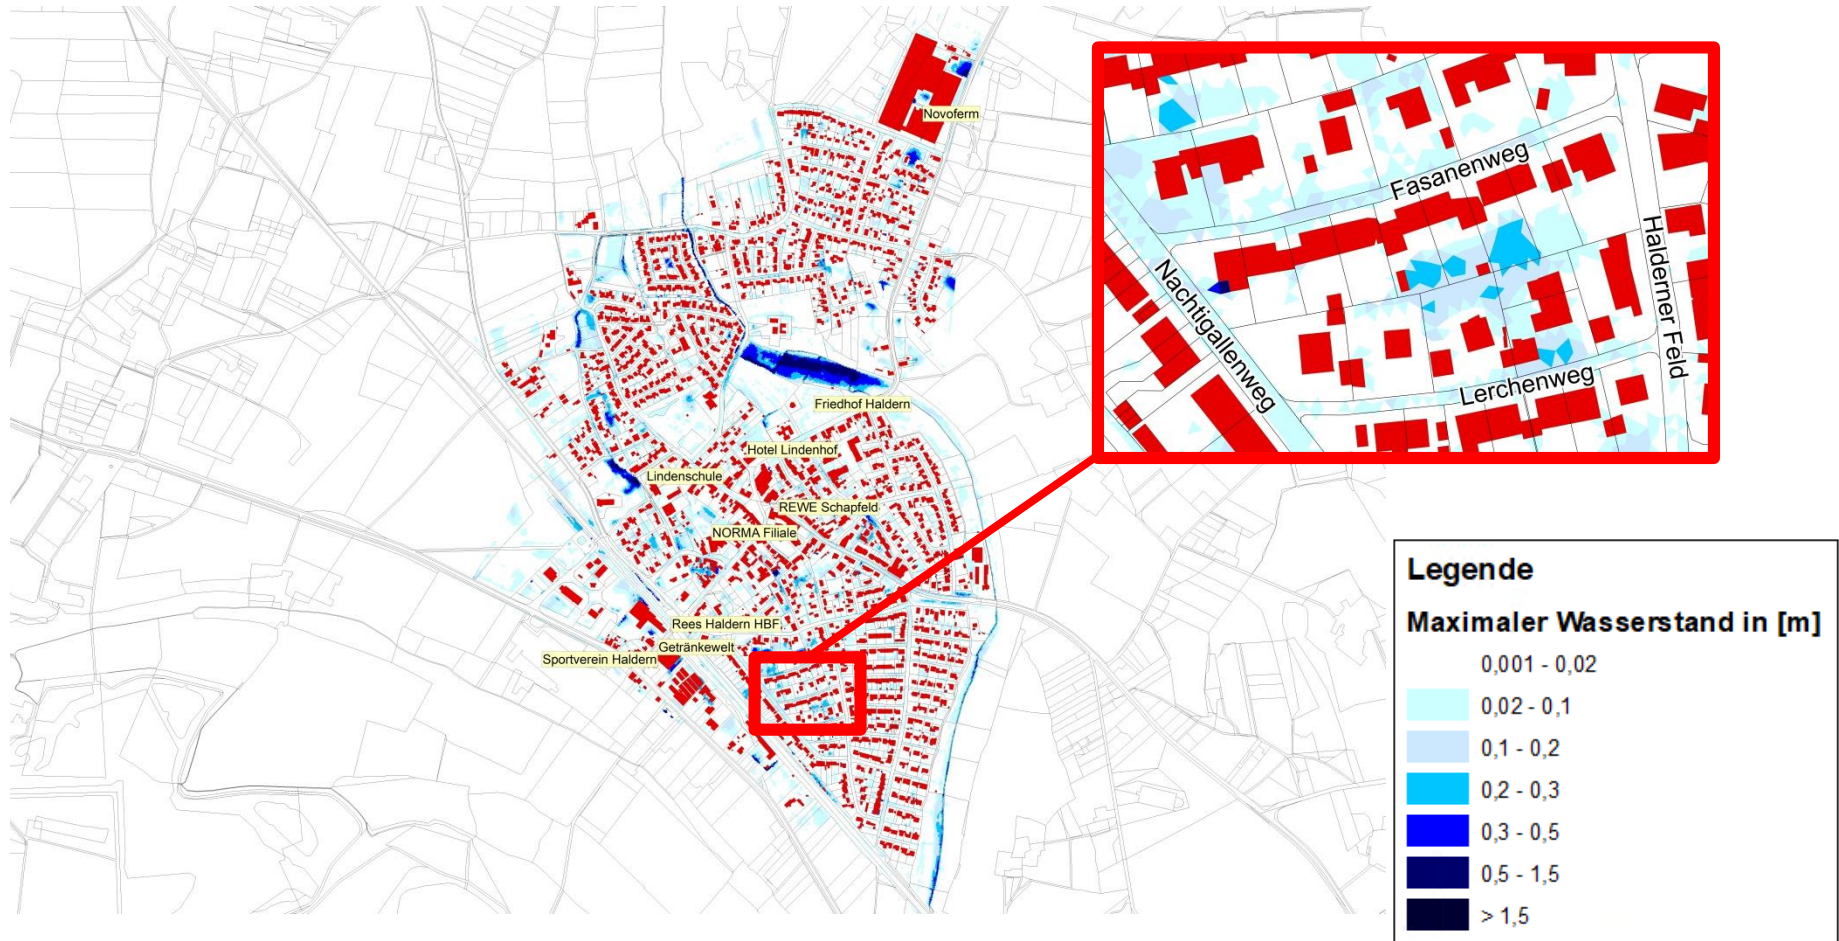 Novoferm
Friedhof Haldern
Hotel Lindenhof
Lindenschule
REWE Schapfeld
NORMA Filiale
Rees Haldern HBF.
Getränkewelt
Sportverein Haldern
Fasanenweg
Nachtigallenweg
Halderner Feld
Lerchenweg
Legende
Maximaler Wasserstand in [m]
0,001 - 0,02
0,02 - 0,1
0,1 - 0,2
0,2 - 0,3
0,3 - 0,5
0,5 - 1,5
> 1,5